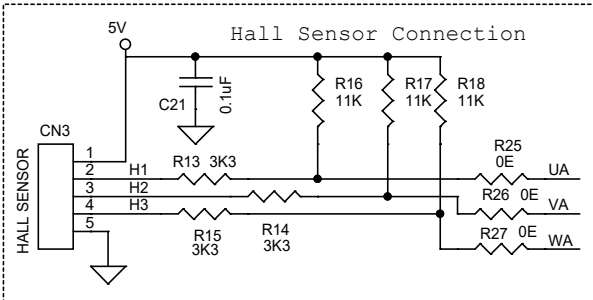 Hall Sensor Connection
5V
R16
11K
R17
11K
R18
11K
C21
0.1uF
CN3
HALL SENSOR
1
2
3
4
5
H1
H2
H3
R13 3K3
R14
3K3
R15
3K3
R25
0E
UA
R26 0E
VA
R27 0E
WA